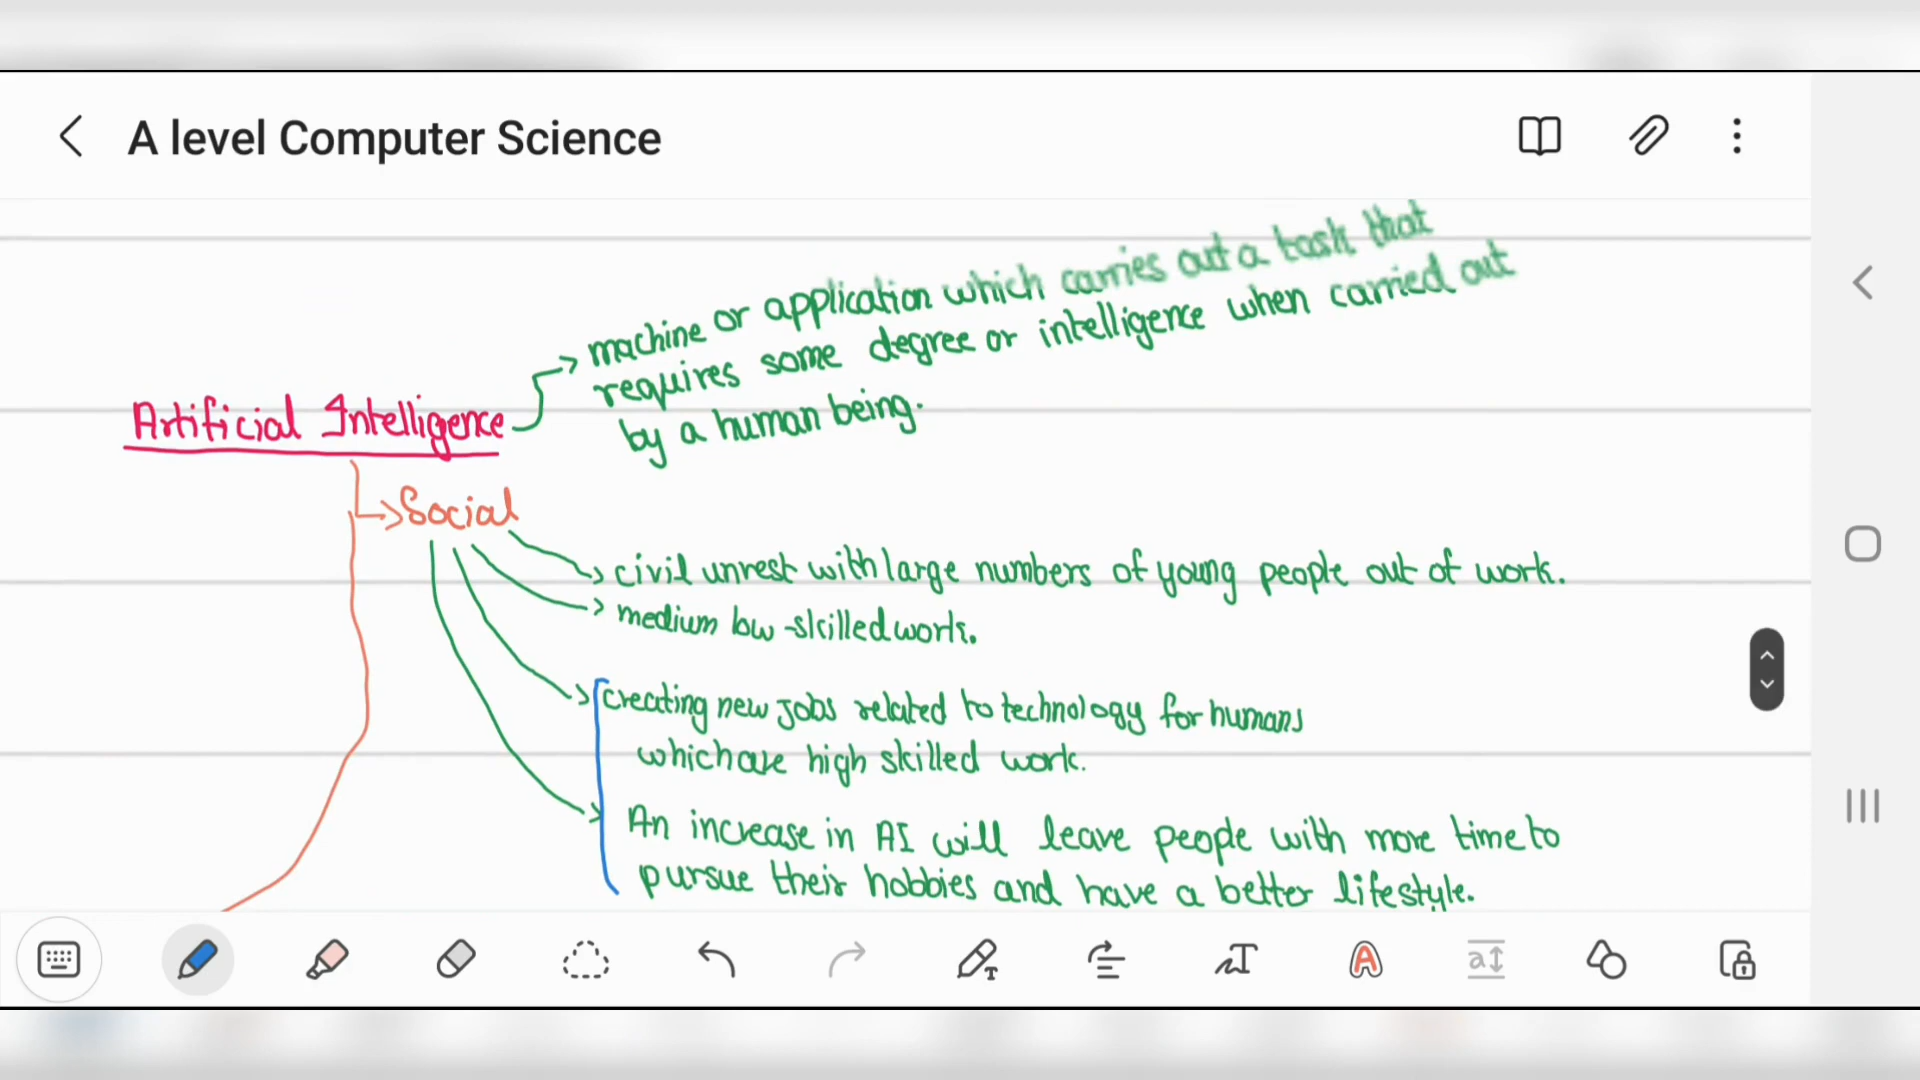 A level Computer Science
machine or application which carries out a task that
requires some degree or intelligence when carried out
by a human being.
Artificial Intelligence
Social
civil unrest with large numbers of young people out of work.
medium low-skilled work.
creating new jobs related to technology for humans
which are high skilled work.
An increase in AI will leave people with more time to
pursue their hobbies and have a better lifestyle.